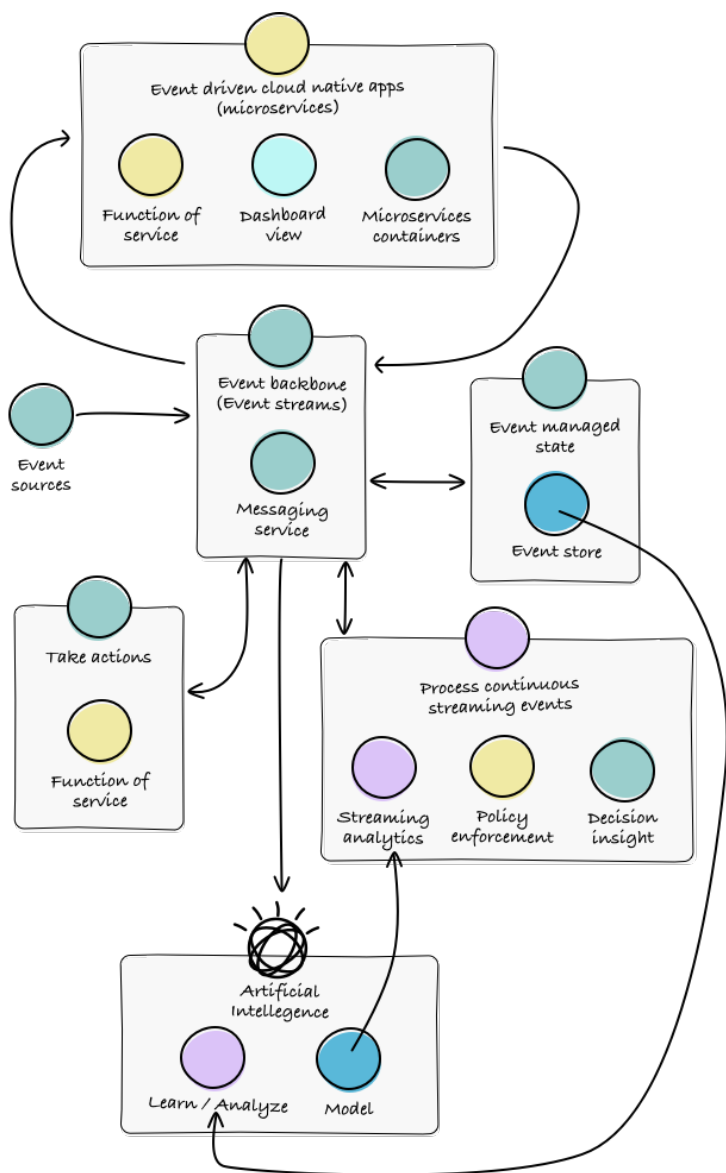 Event driven cloud native apps
(microservices)
Function of
service
Dashboard
view
Microservices
containers
Event backbone
(Event streams)
Messaging
service
Event
sources
Event managed
state
Event store
Take actions
Function of
service
Process continuous
streaming events
Streaming
analytics
Policy
enforcement
Decision
insight
Artificial
Intellegence
Learn / Analyze
Model